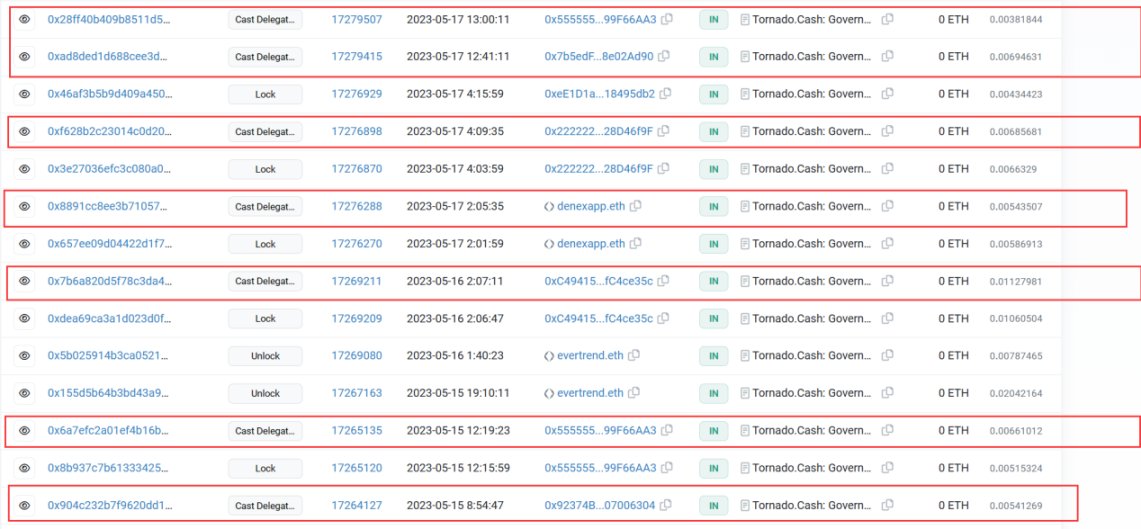 0x28ff40b409b8511d5... Cast Delegat... 17279507 2023-05-17 13:00:11 0x555555...99F66AA3 IN Tornado.Cash: Govern... 0 ETH 0.00381844
0xad8ded1d688cee3d... Cast Delegat... 17279415 2023-05-17 12:41:11 0x7b5edF...8e02Ad90 IN Tornado.Cash: Govern... 0 ETH 0.00694631
0x46af3b5b9d409a450... Lock 17276929 2023-05-17 4:15:59 0xeE1D1a...18495db2 IN Tornado.Cash: Govern... 0 ETH 0.00434423
0xf628b2c23014c0d20... Cast Delegat... 17276898 2023-05-17 4:09:35 0x222222...28D46f9F IN Tornado.Cash: Govern... 0 ETH 0.00685681
0x3e27036efc3c080a0... Lock 17276870 2023-05-17 4:03:59 0x222222...28D46f9F IN Tornado.Cash: Govern... 0 ETH 0.0066329
0x8891cc8ee3b71057... Cast Delegat... 17276288 2023-05-17 2:05:35 denexapp.eth IN Tornado.Cash: Govern... 0 ETH 0.00543507
0x657ee09d04422d1f7... Lock 17276270 2023-05-17 2:01:59 denexapp.eth IN Tornado.Cash: Govern... 0 ETH 0.00586913
0x7b6a820d5f78c3da4... Cast Delegat... 17269211 2023-05-16 2:07:11 0xC49415...fC4ce35c IN Tornado.Cash: Govern... 0 ETH 0.01127981
0xdea69ca3a1d023d0f... Lock 17269209 2023-05-16 2:06:47 0xC49415...fC4ce35c IN Tornado.Cash: Govern... 0 ETH 0.01060504
0x5b025914b3ca0521... Unlock 17269080 2023-05-16 1:40:23 evertrend.eth IN Tornado.Cash: Govern... 0 ETH 0.00787465
0x155d5b64b3bd43a9... Unlock 17267163 2023-05-15 19:10:11 evertrend.eth IN Tornado.Cash: Govern... 0 ETH 0.02042164
0x6a7efc2a01ef4b16b... Cast Delegat... 17265135 2023-05-15 12:19:23 0x555555...99F66AA3 IN Tornado.Cash: Govern... 0 ETH 0.00661012
0x8b937c7b61333425... Lock 17265120 2023-05-15 12:15:59 0x555555...99F66AA3 IN Tornado.Cash: Govern... 0 ETH 0.00515324
0x904c232b7f9620dd1... Cast Delegat... 17264127 2023-05-15 8:54:47 0x92374B...07006304 IN Tornado.Cash: Govern... 0 ETH 0.00541269